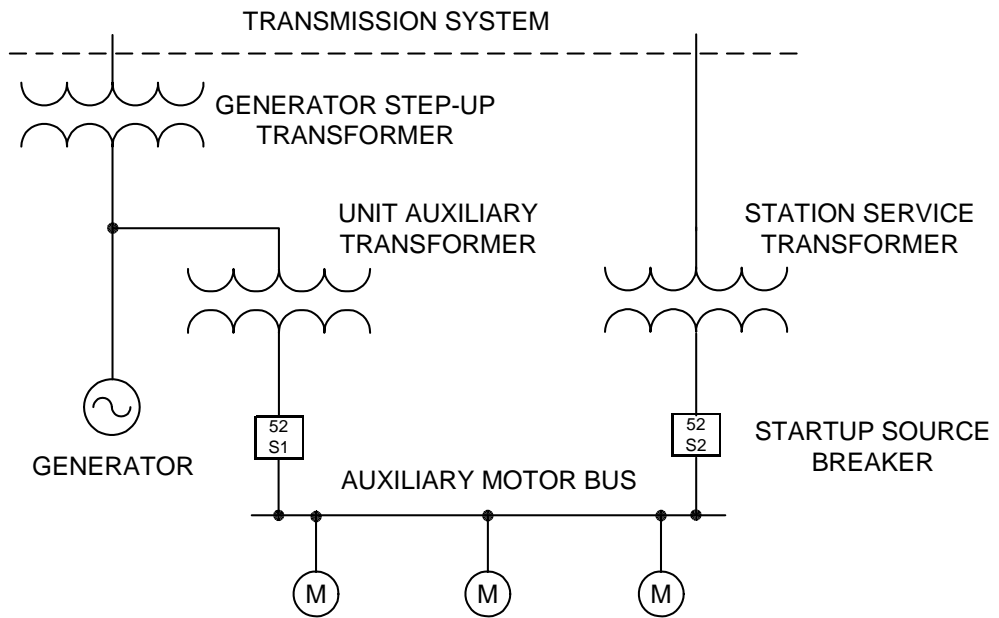 TRANSMISSION SYSTEM
GENERATOR STEP-UP
TRANSFORMER
UNIT AUXILIARY
TRANSFORMER
STATION SERVICE
TRANSFORMER
52
S1
52
S2
STARTUP SOURCE
BREAKER
GENERATOR
AUXILIARY MOTOR BUS
M
M
M